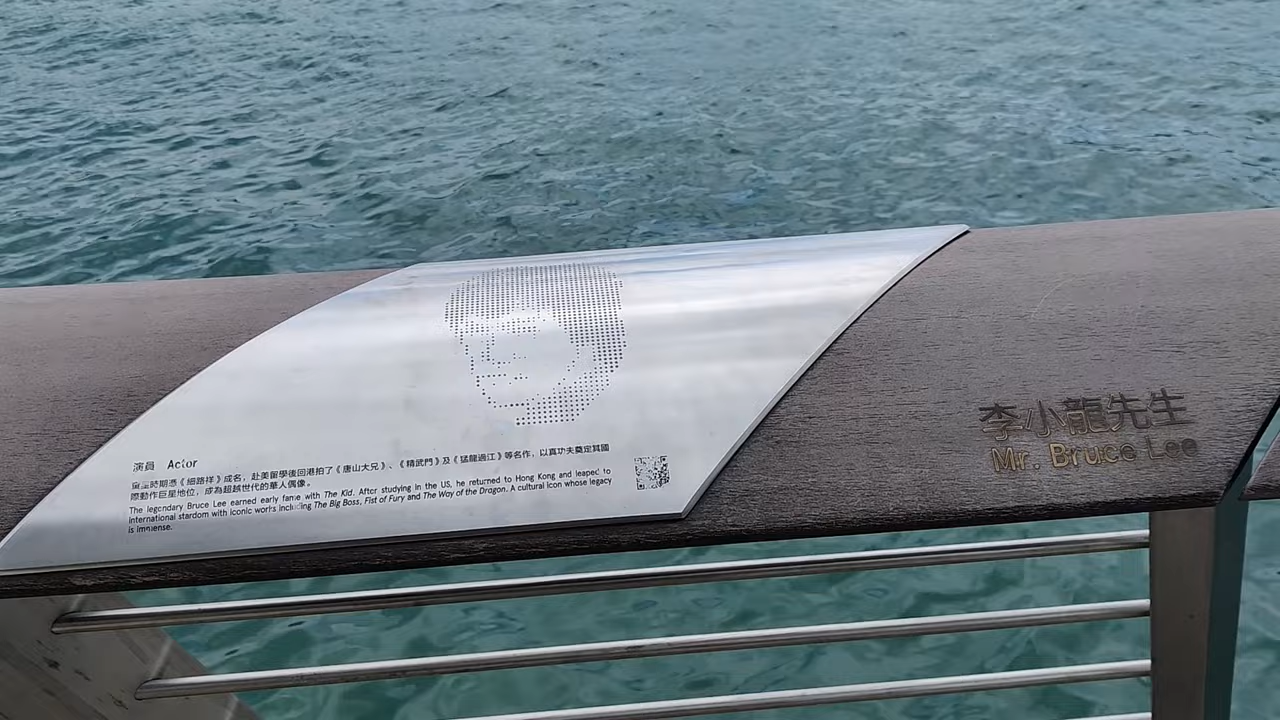 演員 Actor
童星時期憑《細路祥》成名，赴美留學後回港拍了《唐山大兄》、《精武門》及《猛龍過江》等名作，以真功夫奠定其國
際動作巨星地位，成為超越世代的華人偶像。
The legendary Bruce Lee earned early fame with The Kid. After studying in the US, he returned to Hong Kong and leaped to
international stardom with iconic works including The Big Boss, Fist of Fury and The Way of the Dragon. A cultural icon whose legacy
is immense.
李小龍先生
Mr. Bruce Lee